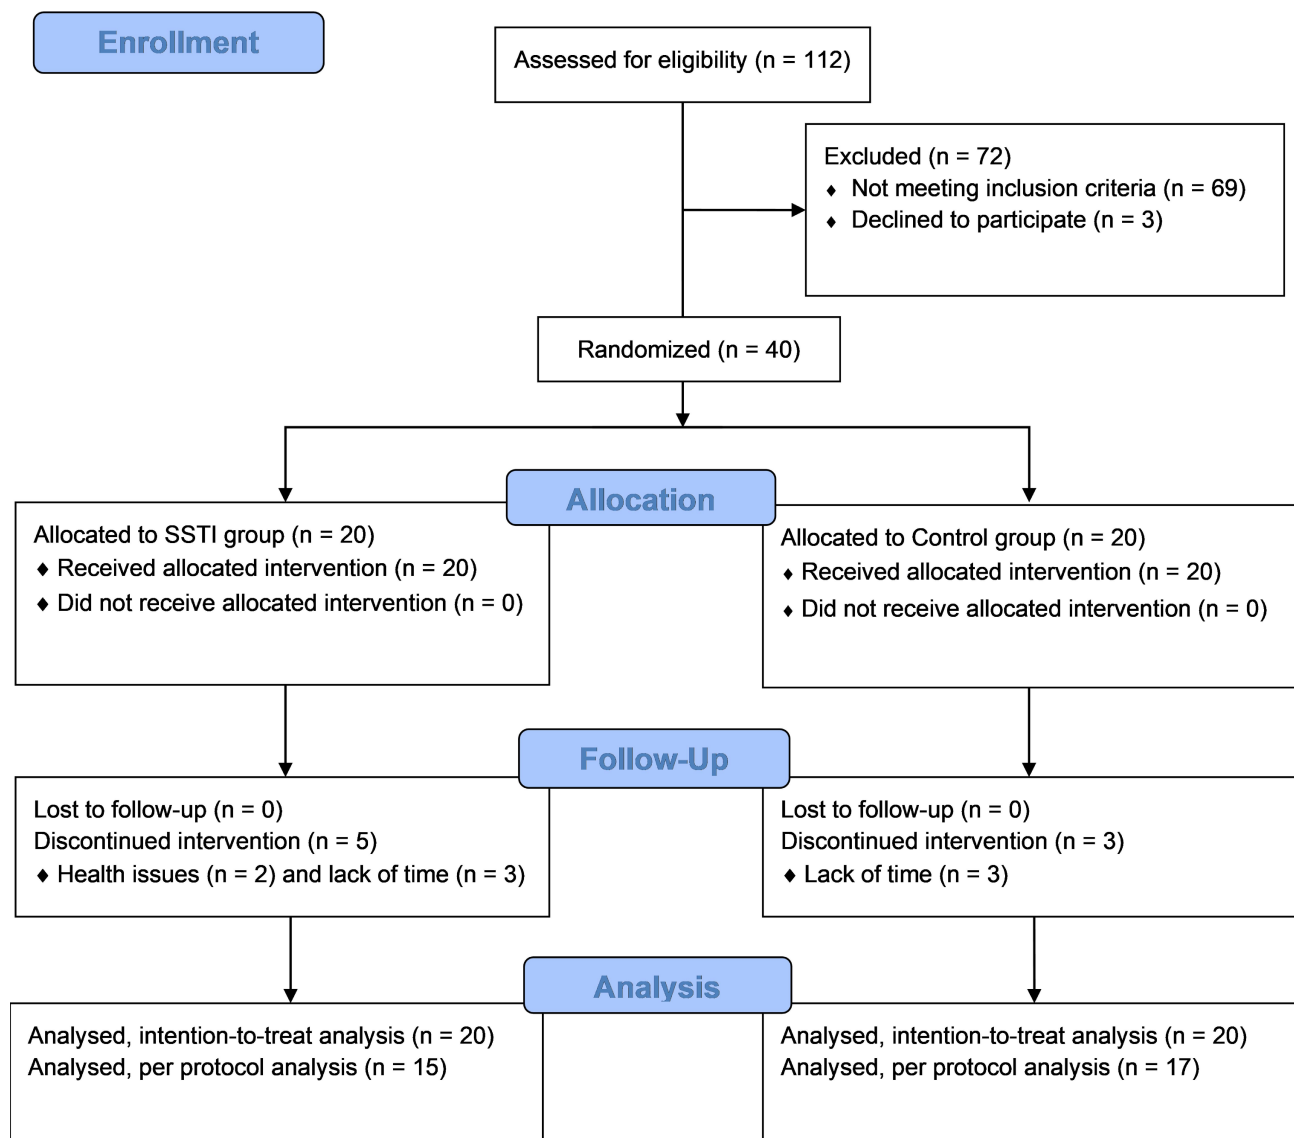 Enrollment
Assessed for eligibility (n = 112)
Excluded (n = 72)
♦ Not meeting inclusion criteria (n = 69)
♦ Declined to participate (n = 3)
Randomized (n = 40)
Allocation
Allocated to SSTI group (n = 20)
♦ Received allocated intervention (n = 20)
♦ Did not receive allocated intervention (n = 0)
Allocated to Control group (n = 20)
♦ Received allocated intervention (n = 20)
♦ Did not receive allocated intervention (n = 0)
Follow-Up
Lost to follow-up (n = 0)
Discontinued intervention (n = 5)
♦ Health issues (n = 2) and lack of time (n = 3)
Lost to follow-up (n = 0)
Discontinued intervention (n = 3)
♦ Lack of time (n = 3)
Analysis
Analysed, intention-to-treat analysis (n = 20)
Analysed, per protocol analysis (n = 15)
Analysed, intention-to-treat analysis (n = 20)
Analysed, per protocol analysis (n = 17)